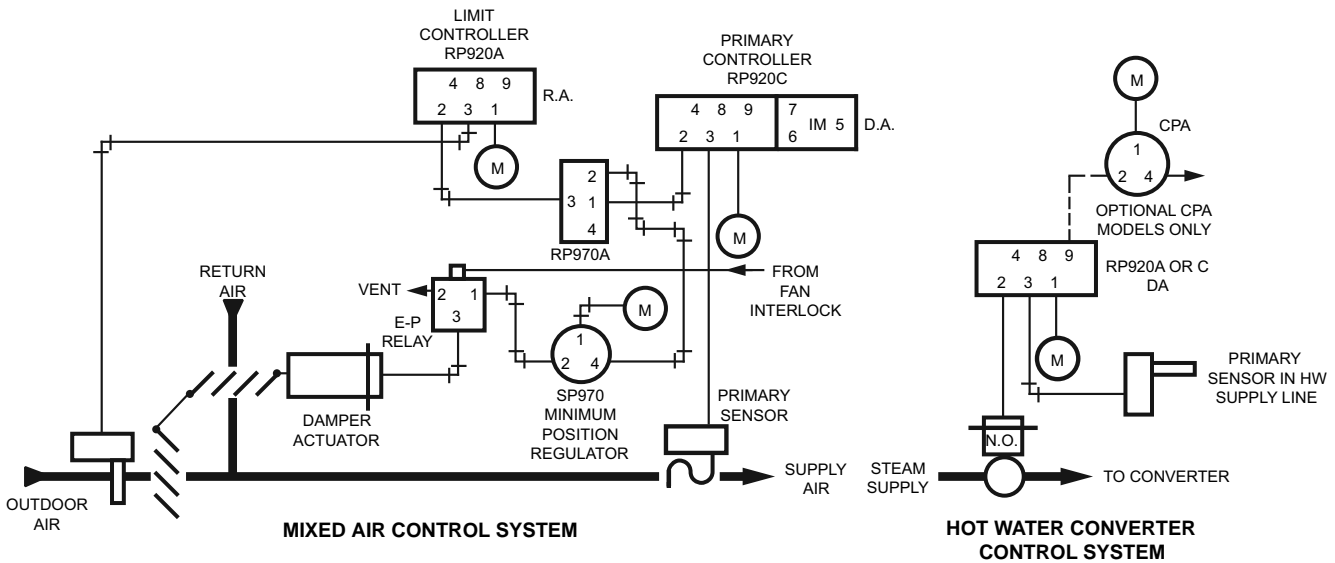 LIMIT
CONTROLLER
RP920A
4 8 9
2 3 1
R.A.
M
PRIMARY
CONTROLLER
RP920C
4 8 9
2 3 1
7
6
IM 5
D.A.
M
2
3 1
4
RP970A
RETURN
AIR
VENT
2 1
3
E-P
RELAY
FROM
FAN
INTERLOCK
M
1
2 4
SP970
MINIMUM
POSITION
REGULATOR
DAMPER
ACTUATOR
PRIMARY
SENSOR
OUTDOOR
AIR
SUPPLY
AIR
MIXED AIR CONTROL SYSTEM
M
CPA
1
2 4
OPTIONAL CPA
MODELS ONLY
4 8 9
2 3 1
RP920A OR C
DA
M
PRIMARY
SENSOR IN HW
SUPPLY LINE
N.O.
STEAM
SUPPLY
TO CONVERTER
HOT WATER CONVERTER
CONTROL SYSTEM